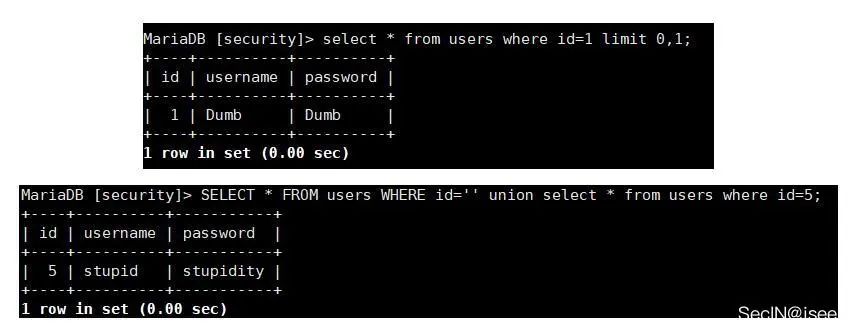 MariaDB [security]> select * from users where id=1 limit 0,1;
+----+----------+----------+
| id | username | password |
+----+----------+----------+
|  1 | Dumb     | Dumb     |
+----+----------+----------+
1 row in set (0.00 sec)
MariaDB [security]> SELECT * FROM users WHERE id='' union select * from users where id=5;
+----+----------+-----------+
| id | username | password  |
+----+----------+-----------+
|  5 | stupid   | stupidity |
+----+----------+-----------+
1 row in set (0.00 sec)
SecIN@isee